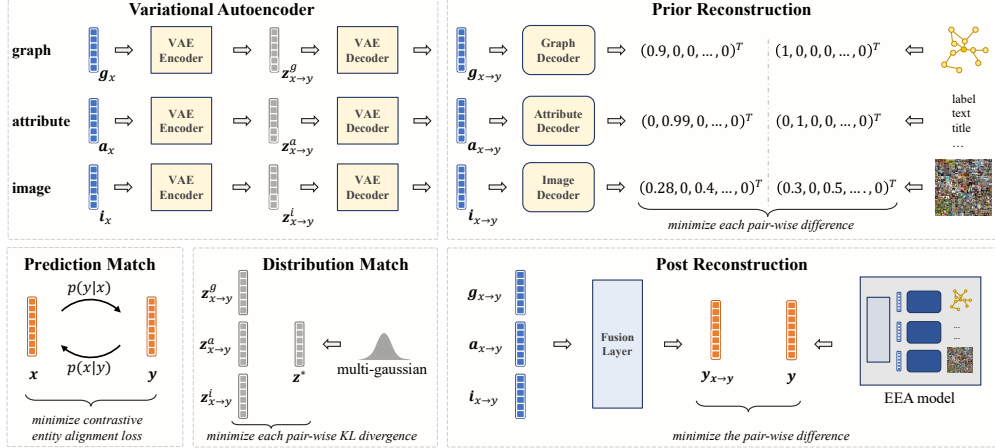 Variational Autoencoder
graph
g_x
VAE
Encoder
z^g_{x→y}
VAE
Decoder
g_{x→y}
attribute
a_x
VAE
Encoder
z^a_{x→y}
VAE
Decoder
a_{x→y}
image
i_x
VAE
Encoder
z^i_{x→y}
VAE
Decoder
i_{x→y}
Prior Reconstruction
Graph
Decoder
(0.9, 0, 0, ..., 0)^T
(1, 0, 0, 0, ..., 0)^T
Attribute
Decoder
(0, 0.99, 0, ..., 0)^T
(0, 1, 0, 0, ..., 0)^T
label
text
title
...
Image
Decoder
(0.28, 0, 0.4, ..., 0)^T
(0.3, 0, 0.5, ..., 0)^T
minimize each pair-wise difference
Prediction Match
p(y|x)
p(x|y)
x
y
minimize contrastive
entity alignment loss
Distribution Match
z^g_{x→y}
z^a_{x→y}
z^i_{x→y}
z*
multi-gaussian
minimize each pair-wise KL divergence
Post Reconstruction
g_{x→y}
a_{x→y}
i_{x→y}
Fusion
Layer
y_{x→y}
y
...
...
EEA model
minimize the pair-wise difference